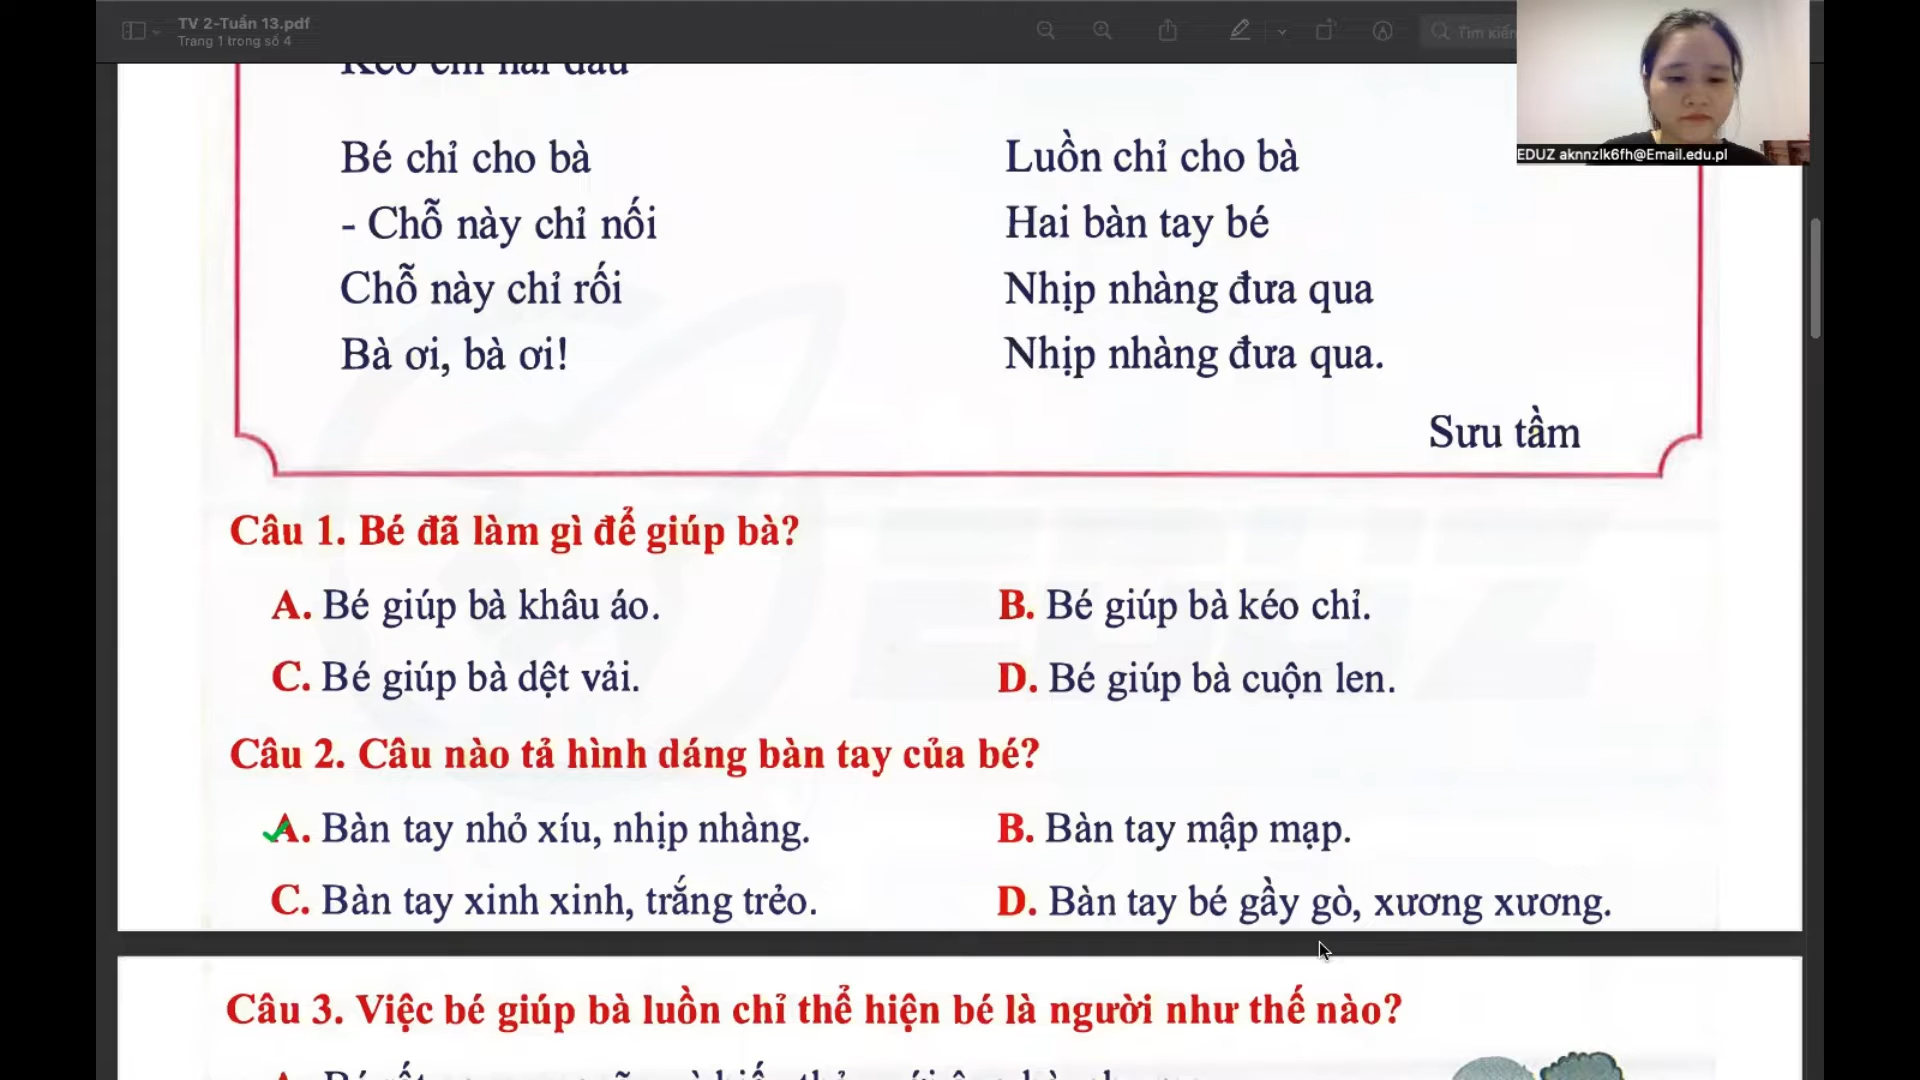 TV 2-Tuần 13.pdf
Trang 1 trong số 4
Tìm kiếm
EDUZ aknnzlk6fh@Email.edu.pl
Kéo chỉ hai đầu
Bé chỉ cho bà
- Chỗ này chỉ nối
Chỗ này chỉ rối
Bà ơi, bà ơi!
Luồn chỉ cho bà
Hai bàn tay bé
Nhịp nhàng đưa qua
Nhịp nhàng đưa qua.
Sưu tầm
Câu 1. Bé đã làm gì để giúp bà?
A. Bé giúp bà khâu áo.
B. Bé giúp bà kéo chỉ.
C. Bé giúp bà dệt vải.
D. Bé giúp bà cuộn len.
Câu 2. Câu nào tả hình dáng bàn tay của bé?
A. Bàn tay nhỏ xíu, nhịp nhàng.
B. Bàn tay mập mạp.
C. Bàn tay xinh xinh, trắng trẻo.
D. Bàn tay bé gầy gò, xương xương.
Câu 3. Việc bé giúp bà luồn chỉ thể hiện bé là người như thế nào?